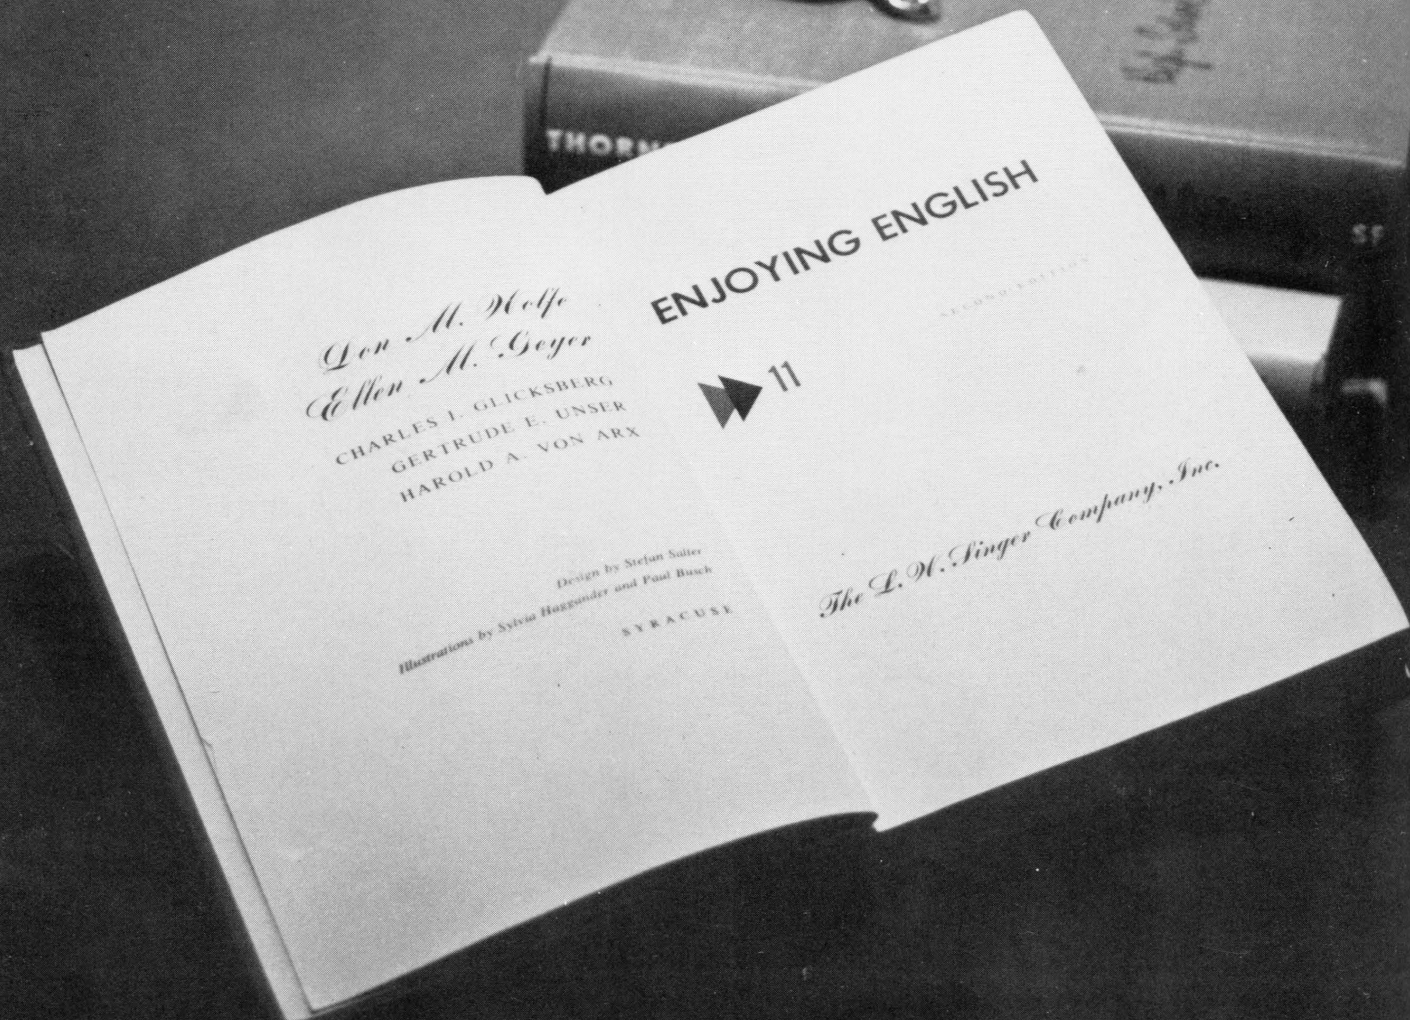 THORN
SF
Don M. Wolfe
Ellen M. Geyer
CHARLES I. GLICKSBERG
GERTRUDE E. UNSER
HAROLD A. VON ARX
Design by Stefan Salter
Illustrations by Sylvia Haggander and Paul Busch
SYRACUSE
ENJOYING ENGLISH
SECOND EDITION
11
The L. W. Singer Company, Inc.